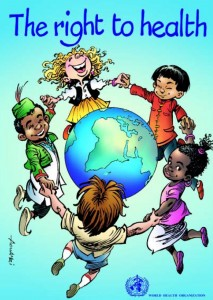 The right to health
WORLD HEALTH ORGANIZATION